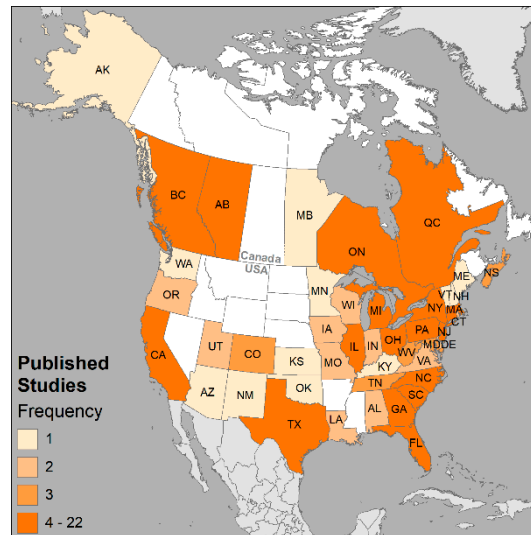 AK
BC
AB
MB
ON
QC
Canada
USA
WA
OR
MN
WI
MI
ME
NS
VT
NH
NY
MA
CT
NJ
PA
MD
DE
CA
UT
CO
KS
IA
MO
IL
IN
OH
WV
VA
KY
TN
NC
SC
AZ
NM
OK
TX
LA
AL
GA
FL
Published
Studies
Frequency
1
2
3
4 - 22